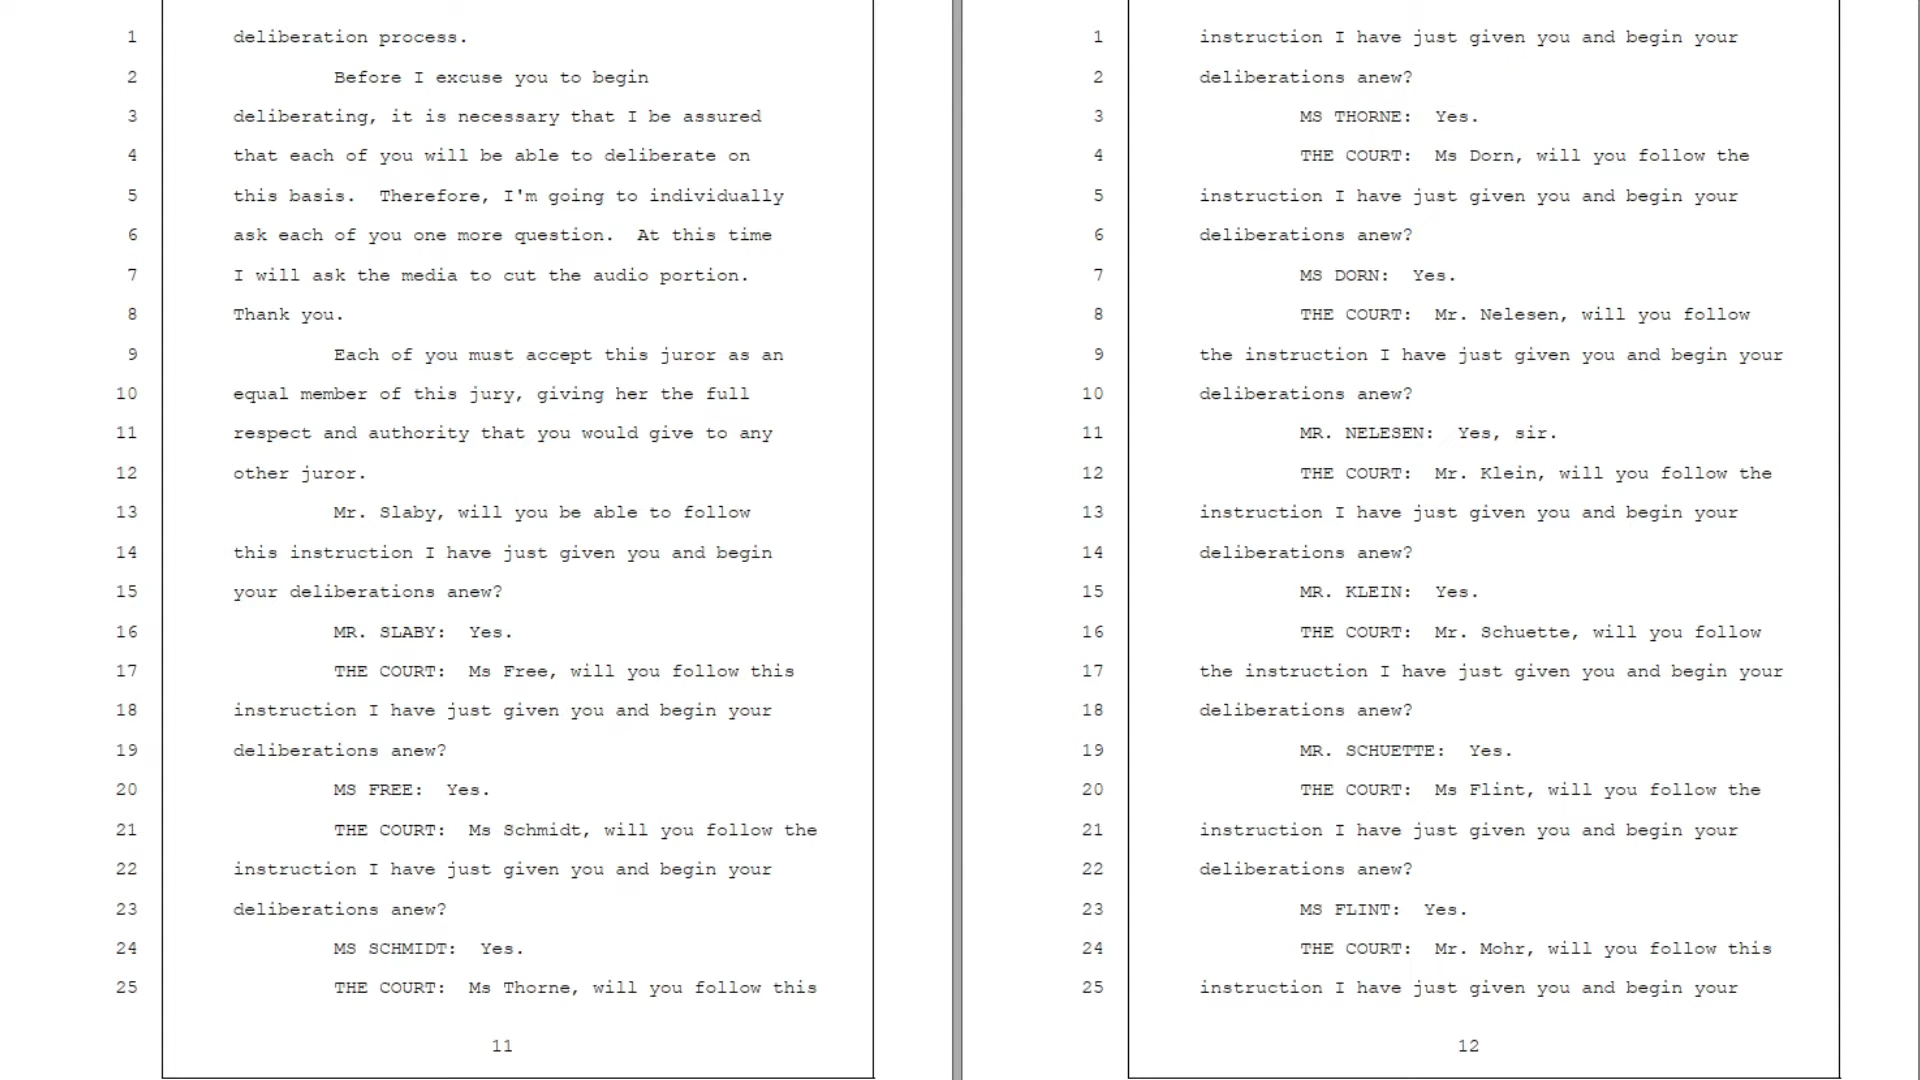 1 deliberation process.
2 Before I excuse you to begin
3 deliberating, it is necessary that I be assured
4 that each of you will be able to deliberate on
5 this basis. Therefore, I'm going to individually
6 ask each of you one more question. At this time
7 I will ask the media to cut the audio portion.
8 Thank you.
9 Each of you must accept this juror as an
10 equal member of this jury, giving her the full
11 respect and authority that you would give to any
12 other juror.
13 Mr. Slaby, will you be able to follow
14 this instruction I have just given you and begin
15 your deliberations anew?
16 MR. SLABY: Yes.
17 THE COURT: Ms Free, will you follow this
18 instruction I have just given you and begin your
19 deliberations anew?
20 MS FREE: Yes.
21 THE COURT: Ms Schmidt, will you follow the
22 instruction I have just given you and begin your
23 deliberations anew?
24 MS SCHMIDT: Yes.
25 THE COURT: Ms Thorne, will you follow this
11
1 instruction I have just given you and begin your
2 deliberations anew?
3 MS THORNE: Yes.
4 THE COURT: Ms Dorn, will you follow the
5 instruction I have just given you and begin your
6 deliberations anew?
7 MS DORN: Yes.
8 THE COURT: Mr. Nelesen, will you follow
9 the instruction I have just given you and begin your
10 deliberations anew?
11 MR. NELESEN: Yes, sir.
12 THE COURT: Mr. Klein, will you follow the
13 instruction I have just given you and begin your
14 deliberations anew?
15 MR. KLEIN: Yes.
16 THE COURT: Mr. Schuette, will you follow
17 the instruction I have just given you and begin your
18 deliberations anew?
19 MR. SCHUETTE: Yes.
20 THE COURT: Ms Flint, will you follow the
21 instruction I have just given you and begin your
22 deliberations anew?
23 MS FLINT: Yes.
24 THE COURT: Mr. Mohr, will you follow this
25 instruction I have just given you and begin your
12